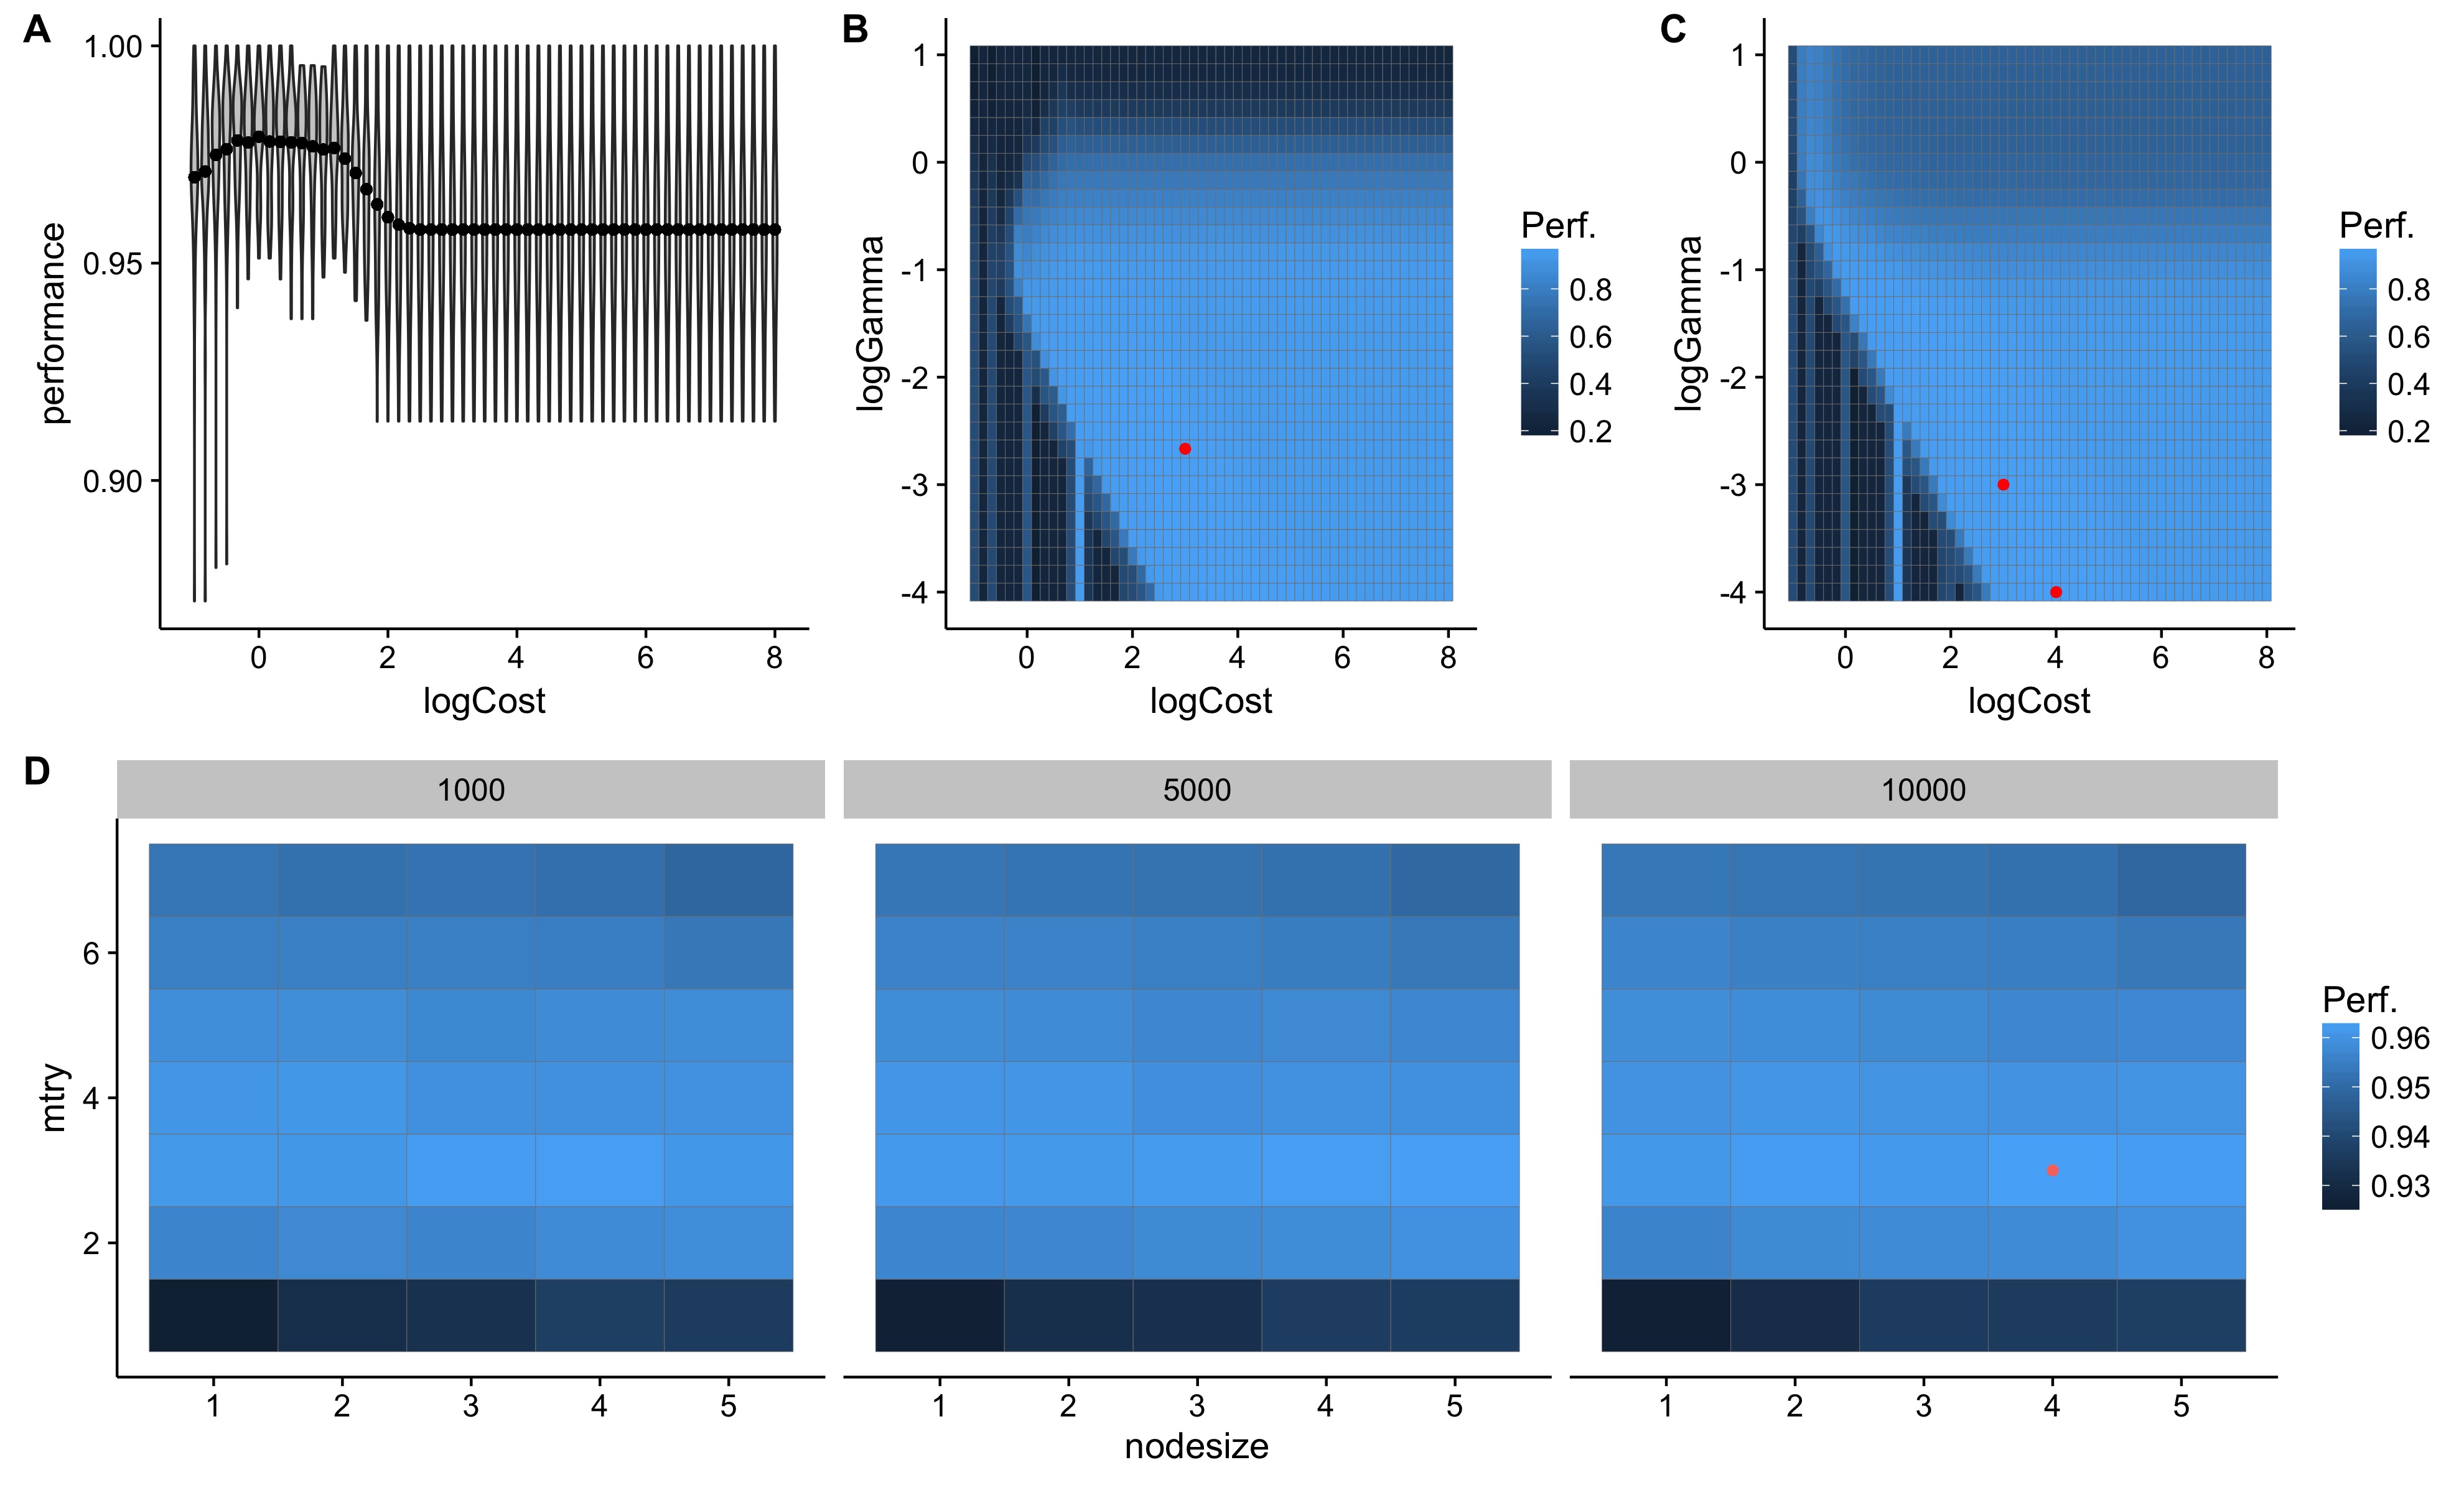 A
1.00
0.95
0.90
performance
0 2 4 6 8
logCost
B
1
0
-1
-2
-3
-4
logGamma
0 2 4 6 8
logCost
Perf.
0.8
0.6
0.4
0.2
C
1
0
-1
-2
-3
-4
logGamma
0 2 4 6 8
logCost
Perf.
0.8
0.6
0.4
0.2
D
1000 5000 10000
6
4
2
mtry
1 2 3 4 5 1 2 3 4 5 1 2 3 4 5
nodesize
Perf.
0.96
0.95
0.94
0.93